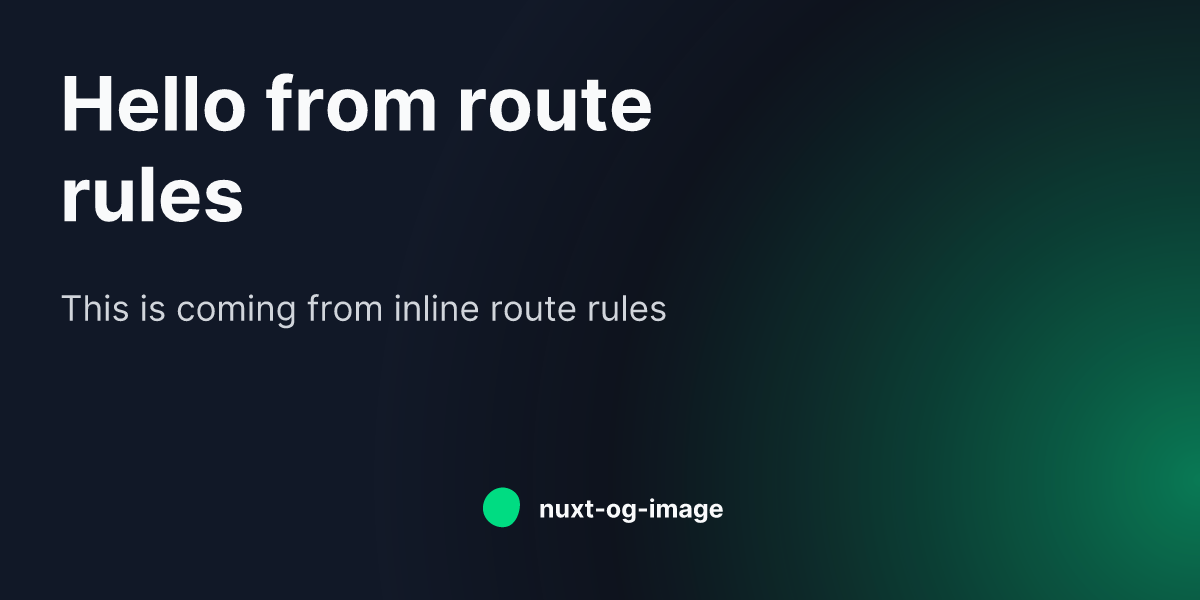 Hello from route
rules
This is coming from inline route rules
nuxt-og-image